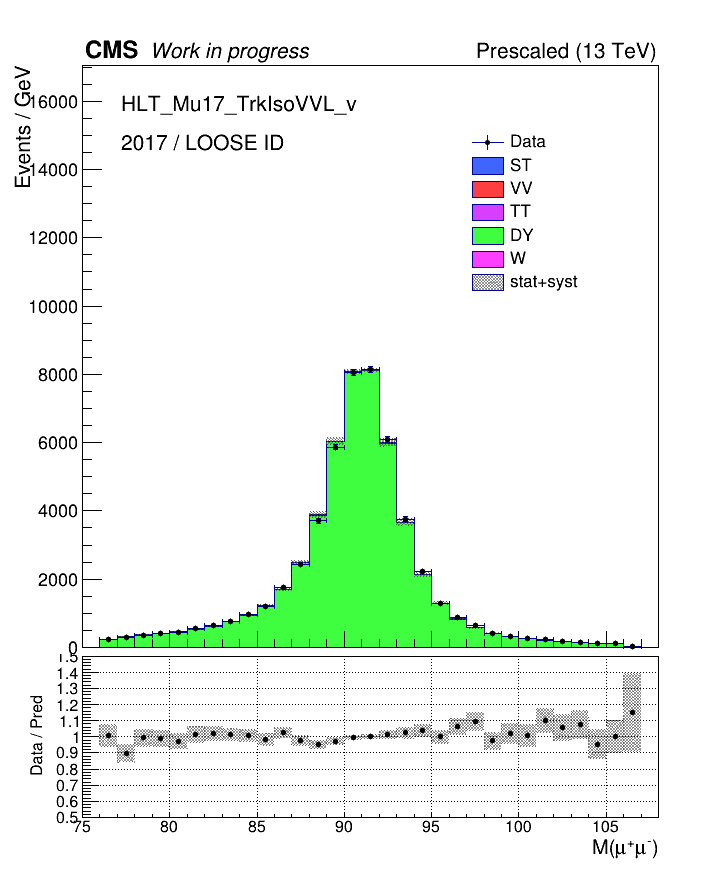 CMS Work in progress
Prescaled (13 TeV)
Events / GeV
HLT_Mu17_TrkIsoVVL_v
2017 / LOOSE ID
Data
ST
VV
TT
DY
W
stat+syst
16000
14000
12000
10000
8000
6000
4000
2000
0
Data / Pred
1.5
1.4
1.3
1.2
1.1
1
0.9
0.8
0.7
0.6
0.5
75 80 85 90 95 100 105
M(μ⁺μ⁻)